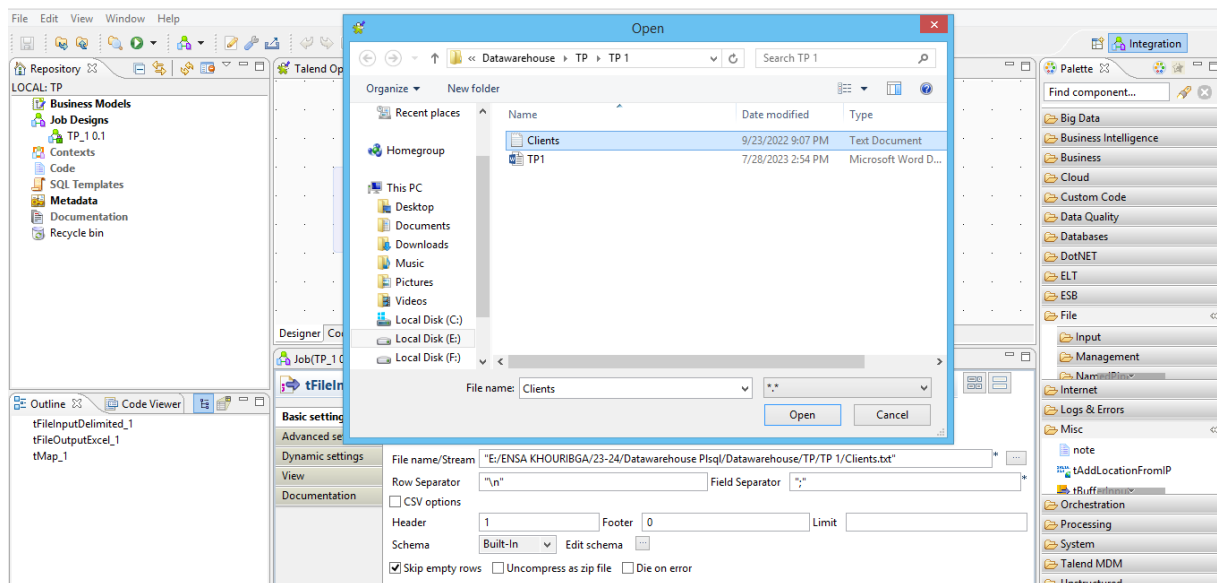 File Edit View Window Help
Integration
Repository
LOCAL: TP
Business Models
Job Designs
TP_1 0.1
Contexts
Code
SQL Templates
Metadata
Documentation
Recycle bin
Outline Code Viewer
tFileInputDelimited_1
tFileOutputExcel_1
tMap_1
Talend Op
Designer
Job(TP_1
Open
« Datawarehouse TP TP 1
Search TP 1
Organize New folder
Recent places
Homegroup
This PC
Desktop
Documents
Downloads
Music
Pictures
Videos
Local Disk (C:)
Local Disk (E:)
Local Disk (F:)
Name Date modified Type
Clients 9/23/2022 9:07 PM Text Document
TP1 7/28/2023 2:54 PM Microsoft Word D...
File name: Clients *.*
Open Cancel
tFileIn
Basic setting
Advanced se
Dynamic settings
View
Documentation
File name/Stream "E:/ENSA KHOURIBGA/23-24/Datawarehouse Plsql/Datawarehouse/TP/TP 1/Clients.txt" * ...
Row Separator "\n" Field Separator ";" *
CSV options
Header 1 Footer 0 Limit
Schema Built-In Edit schema ...
Skip empty rows Uncompress as zip file Die on error
Palette
Find component...
Big Data
Business Intelligence
Business
Cloud
Custom Code
Data Quality
Databases
DotNET
ELT
ESB
File
Input
Management
Internet
Logs & Errors
Misc
note
tAddLocationFromIP
Orchestration
Processing
System
Talend MDM